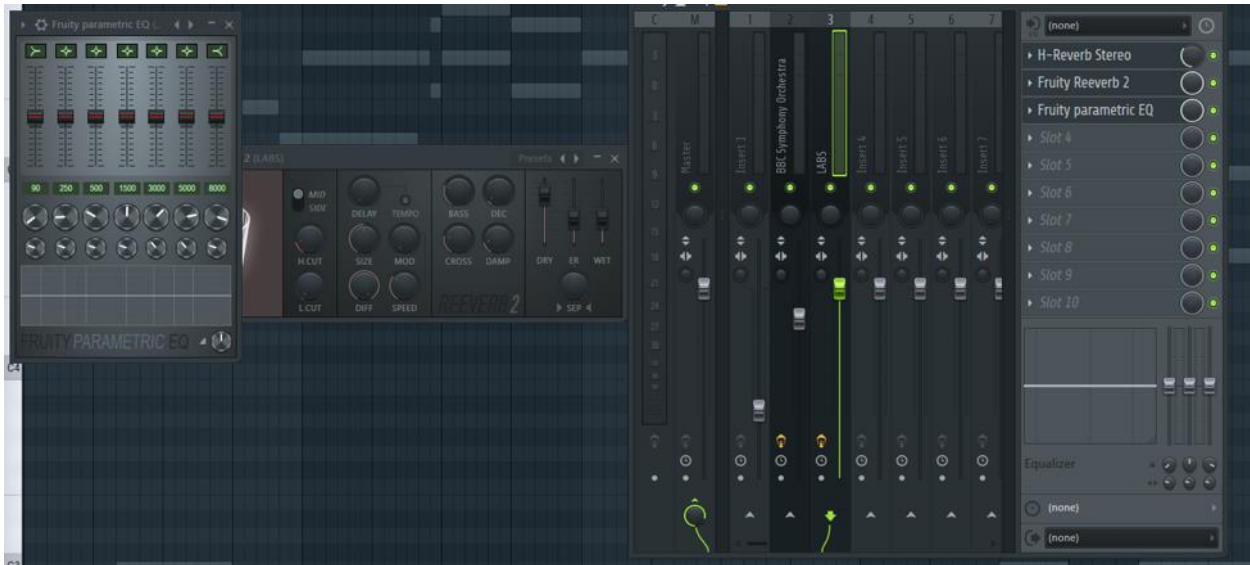 Fruity parametric EQ (
90 250 500 1500 3000 5000 8000
FRUITY PARAMETRIC EQ
2 (LABS)
Presets
MID
SIDE
DELAY TEMPO
BASS DEC
H.CUT SIZE MOD CROSS DAMP
DRY ER WET
L.CUT DIFF SPEED
REEVERB 2
SEP
C4
C3
C M 1 2 3 4 5 6 7
Master
Insert 1
BBC Symphony Orchestra
LABS
Insert 4
Insert 5
Insert 6
Insert 7
(none)
H-Reverb Stereo
Fruity Reeverb 2
Fruity parametric EQ
Slot 4
Slot 5
Slot 6
Slot 7
Slot 8
Slot 9
Slot 10
Equalizer
(none)
(none)